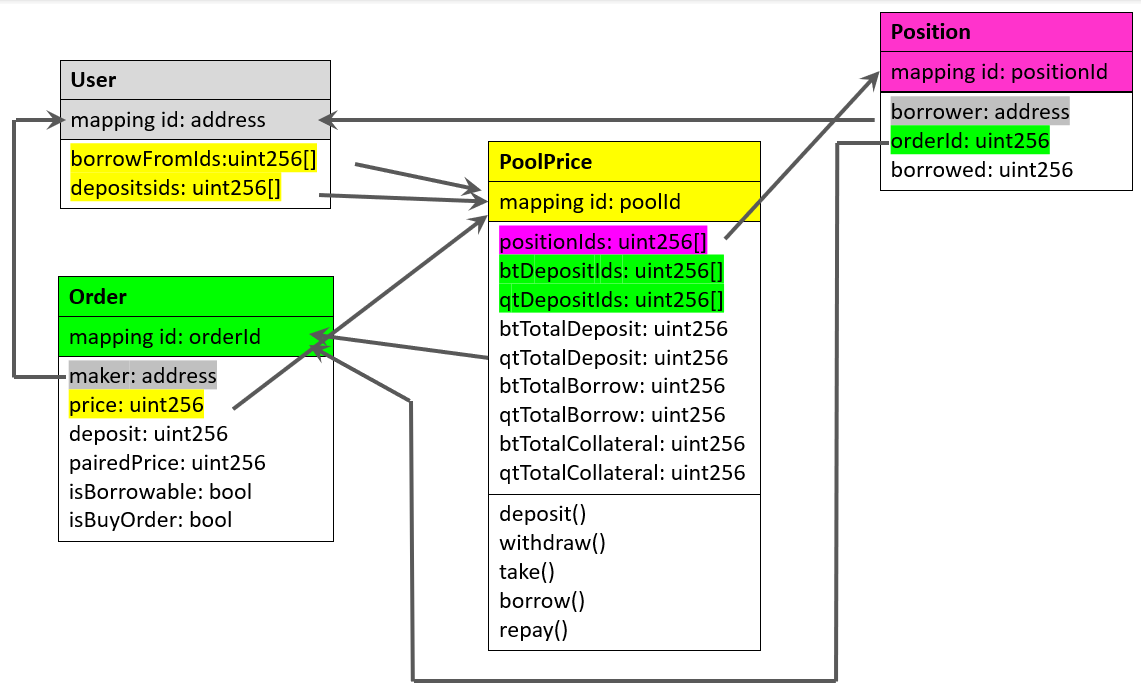 User
mapping id: address
borrowFromIds:uint256[]
depositsids: uint256[]
Order
mapping id: orderId
maker: address
price: uint256
deposit: uint256
pairedPrice: uint256
isBorrowable: bool
isBuyOrder: bool
PoolPrice
mapping id: poolId
positionIds: uint256[]
btDepositIds: uint256[]
qtDepositIds: uint256[]
btTotalDeposit: uint256
qtTotalDeposit: uint256
btTotalBorrow: uint256
qtTotalBorrow: uint256
btTotalCollateral: uint256
qtTotalCollateral: uint256
deposit()
withdraw()
take()
borrow()
repay()
Position
mapping id: positionId
borrower: address
orderId: uint256
borrowed: uint256